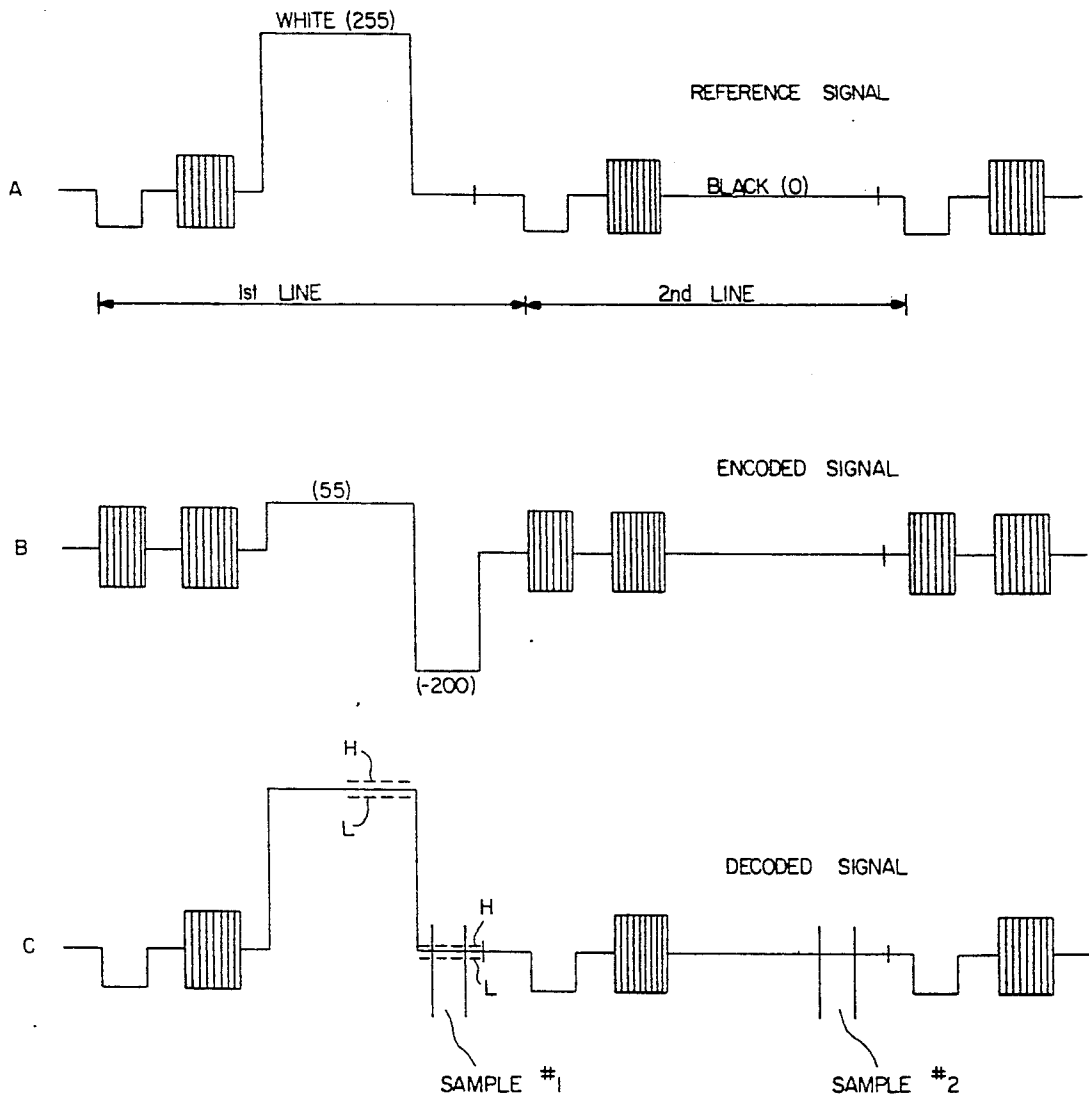 WHITE (255)
REFERENCE SIGNAL
A
BLACK (0)
1st LINE
2nd LINE
ENCODED SIGNAL
(55)
B
(-200)
H
L
DECODED SIGNAL
H
C
L
SAMPLE #1
SAMPLE #2